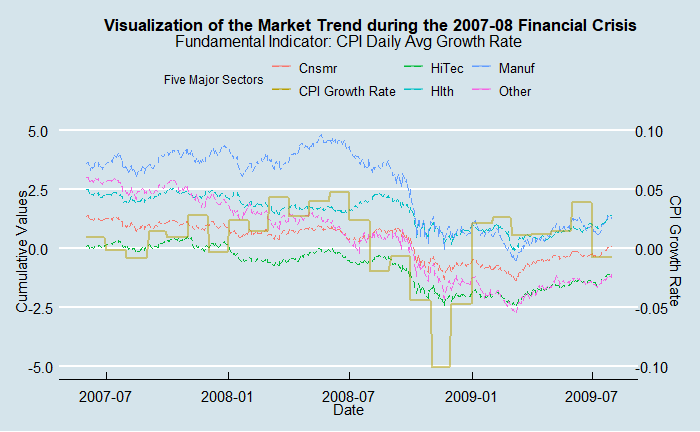 Visualization of the Market Trend during the 2007-08 Financial Crisis
Fundamental Indicator: CPI Daily Avg Growth Rate
Five Major Sectors
Cnsmr
HiTec
Manuf
CPI Growth Rate
Hlth
Other
5.0
2.5
0.0
-2.5
-5.0
Cumulative Values
0.10
0.05
0.00
-0.05
-0.10
CPI Growth Rate
2007-07
2008-01
2008-07
2009-01
2009-07
Date